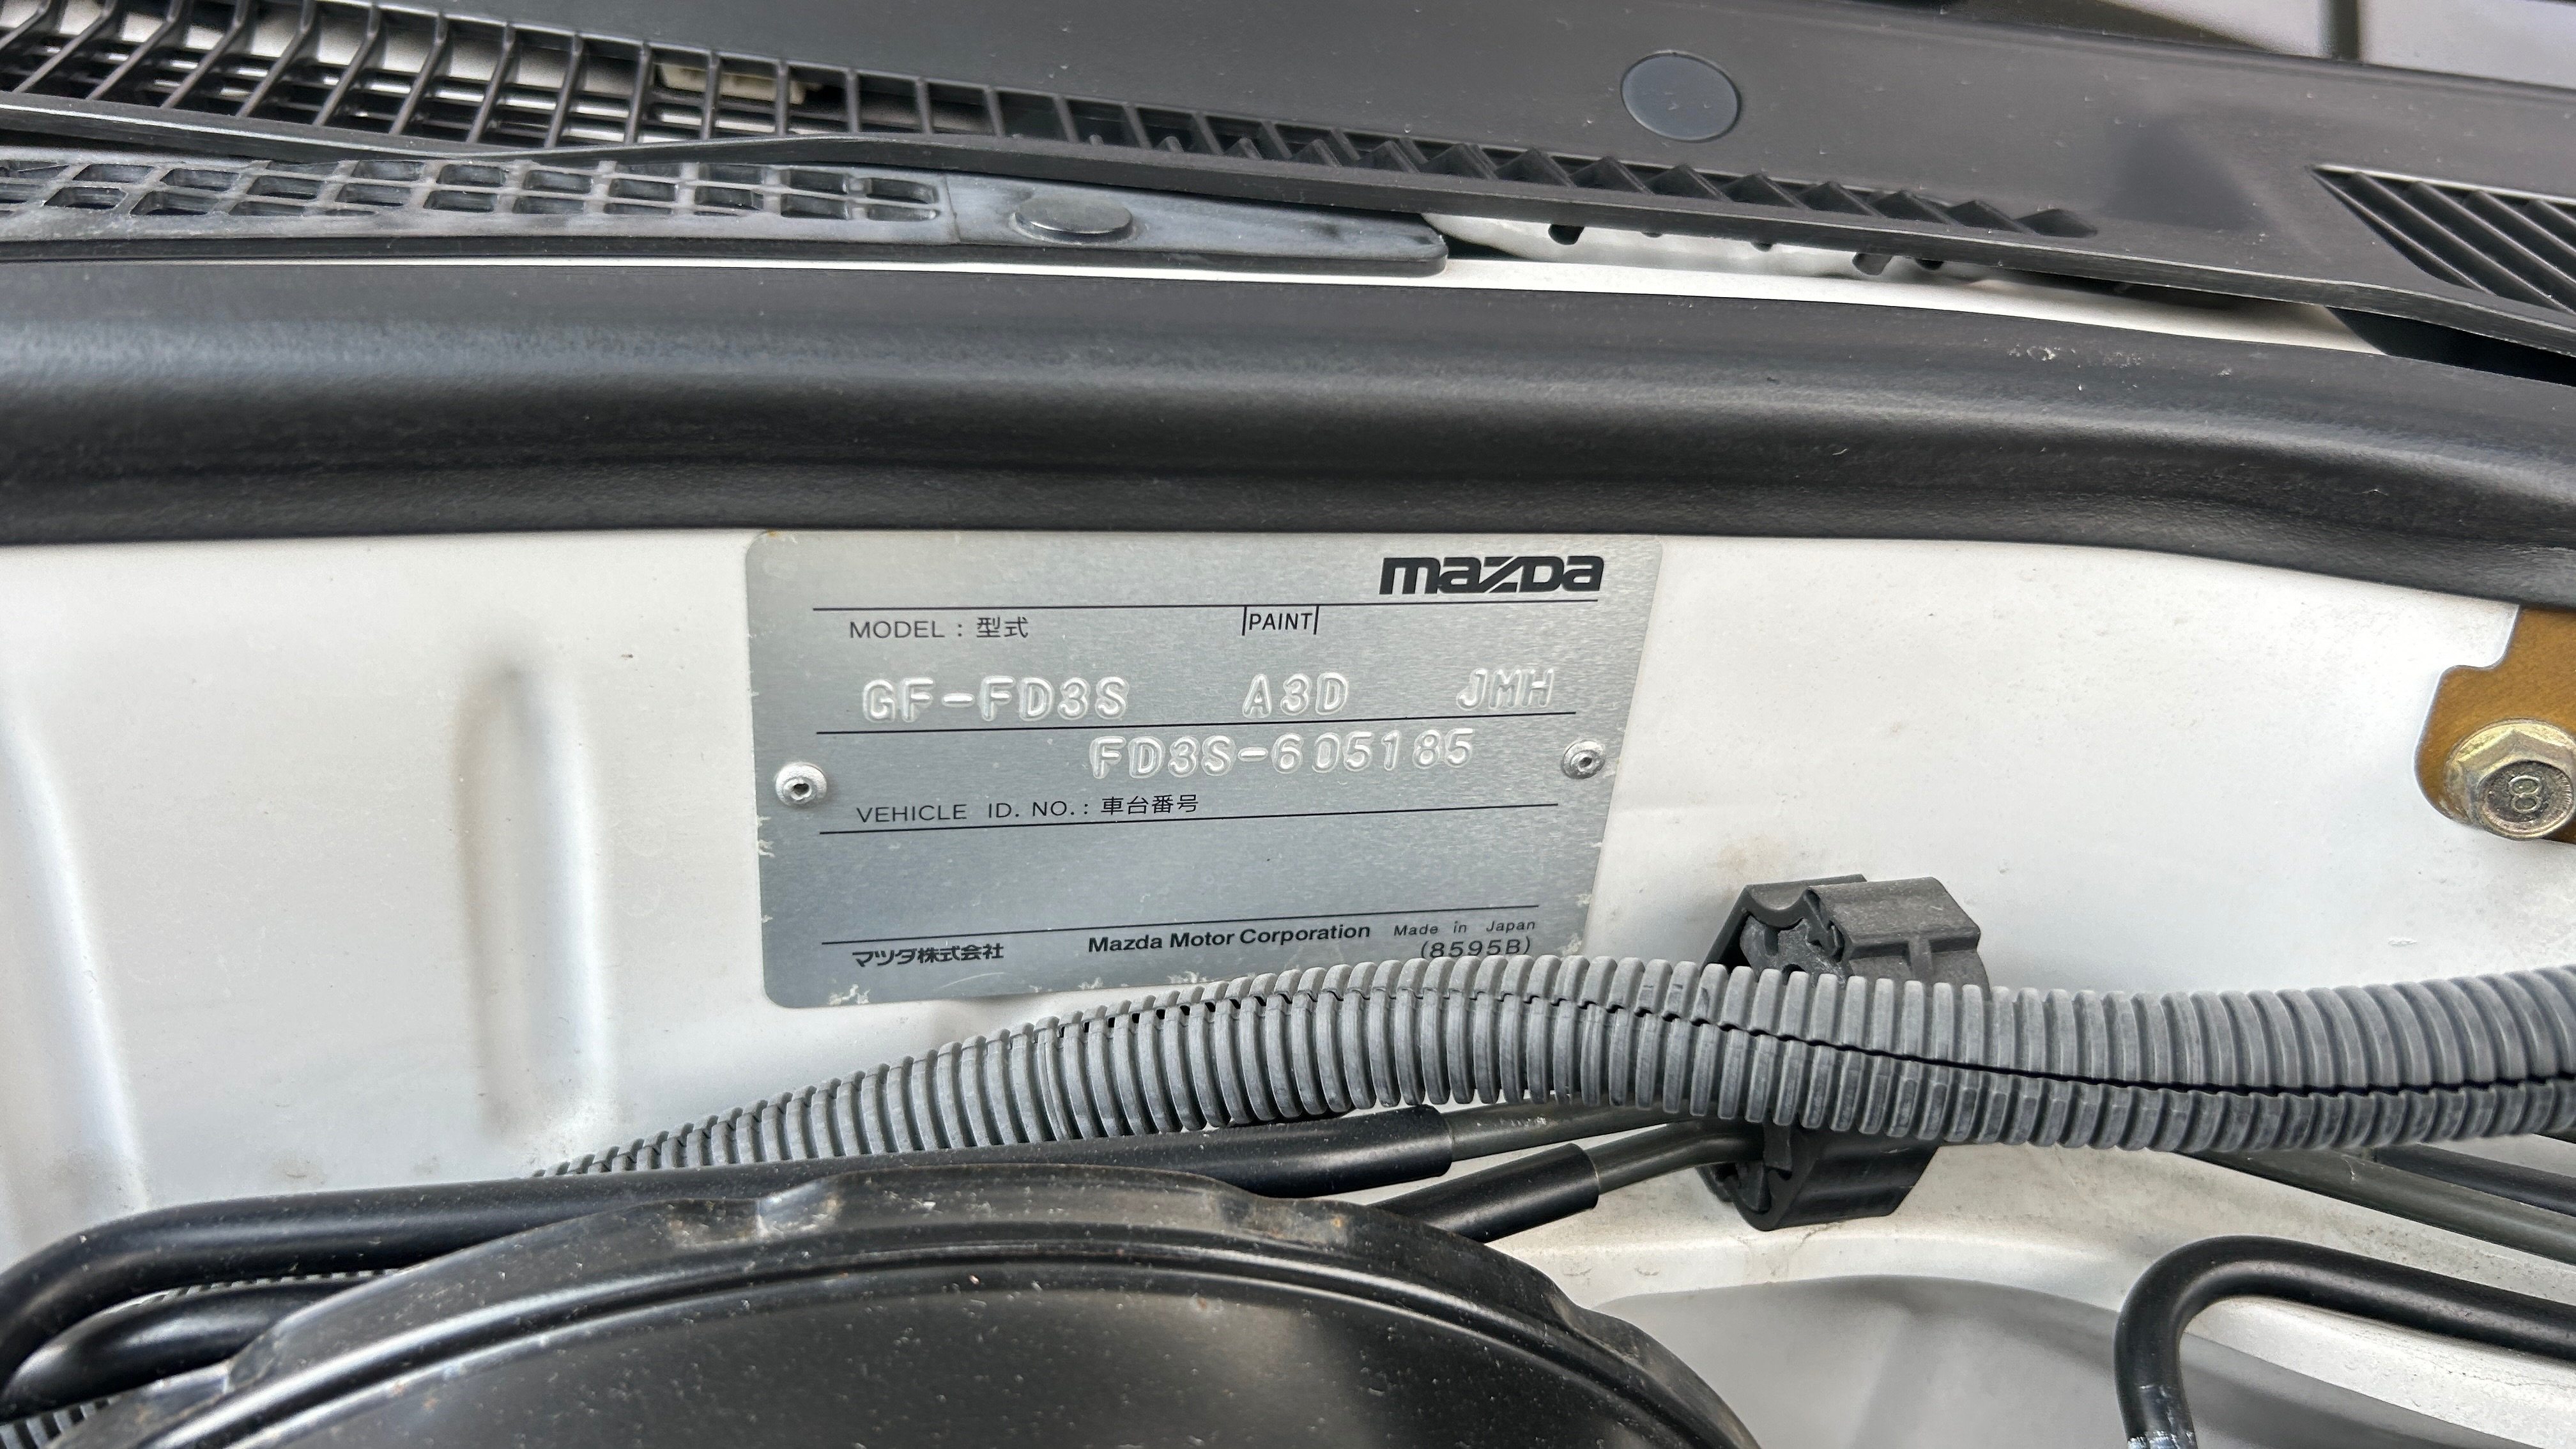 mazda
MODEL : 型式 PAINT
GF-FD3S A3D JMH
FD3S-605185
VEHICLE ID. NO. : 車台番号
マツダ株式会社 Mazda Motor Corporation Made in Japan
(8595B)
8